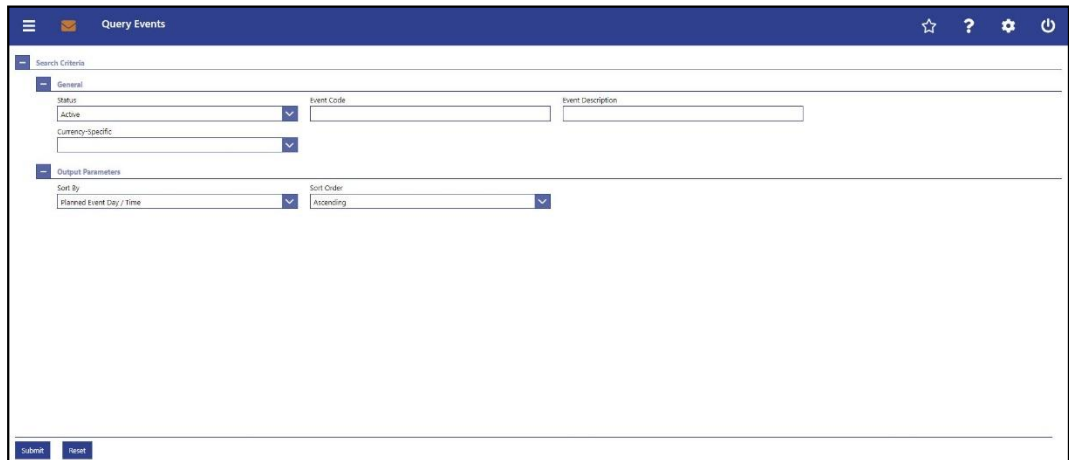 Query Events
?
Search Criteria
General
Status Event Code Event Description
Active
Currency-Specific
Output Parameters
Sort By Sort Order
Planned Event Day / Time Ascending
Submit Reset